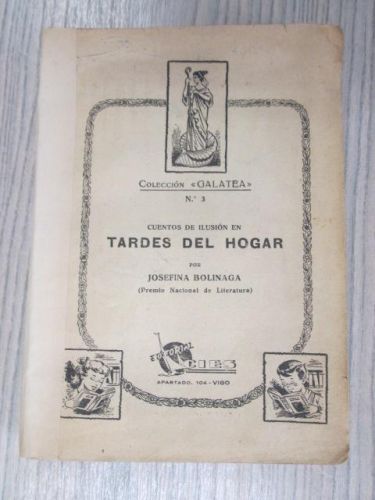 COLECCIÓN «GALATEA»
N.° 3
CUENTOS DE ILUSIÓN EN
TARDES DEL HOGAR
POR
JOSEFINA BOLINAGA
(Premio Nacional de Literatura)
EDITORIAL
CIES
APARTADO, 104 - VIGO